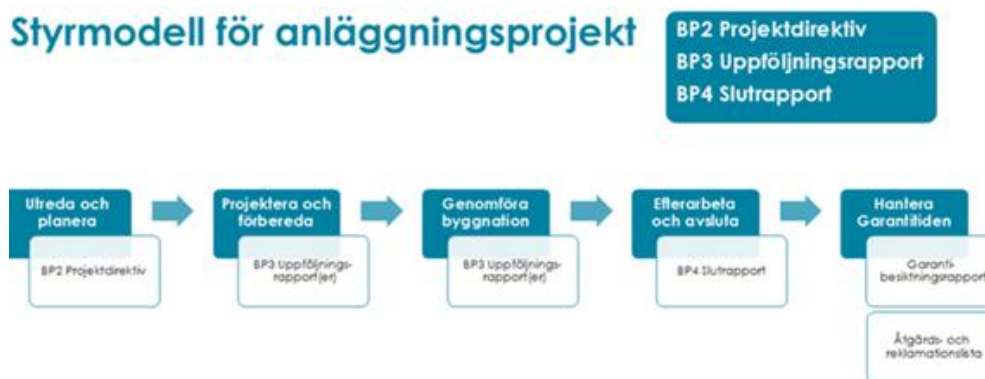 Styrmodell för anläggningsprojekt
BP2 Projektdirektiv
BP3 Uppföljningsrapport
BP4 Slutrapport
Utreda och
planera
BP2 Projektdirektiv
Projektera och
förbereda
BP3 Uppföljnings-
rapport(er)
Genomföra
byggnation
BP3 Uppföljnings-
rapport(er)
Efterarbeta
och avsluta
BP4 Slutrapport
Hantera
Garantitiden
Garanti-
besiktningsrapport
Åtgärds- och
reklamationslista